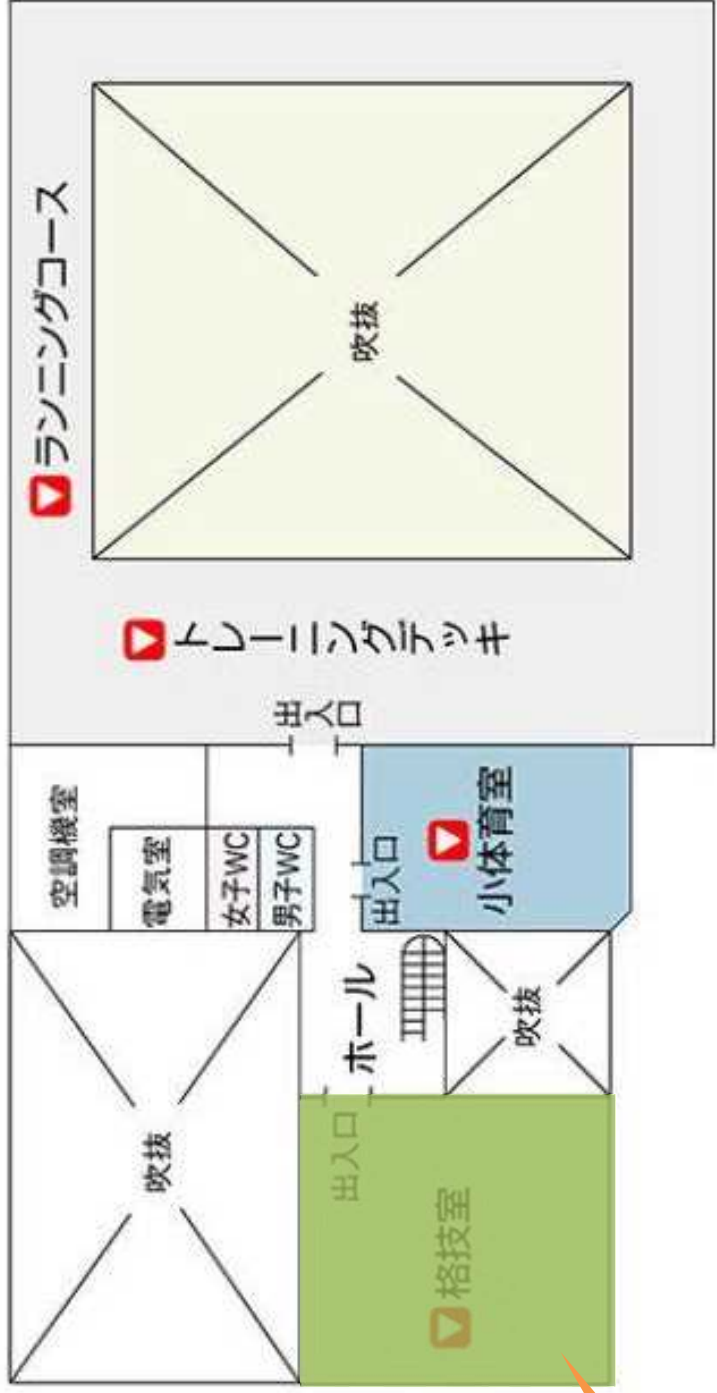 ランニングコース
吹抜
トレーニングデッキ
出入口
空調機室
電気室
女子WC
男子WC
出入口
小体育室
ホール
吹抜
吹抜
出入口
格技室